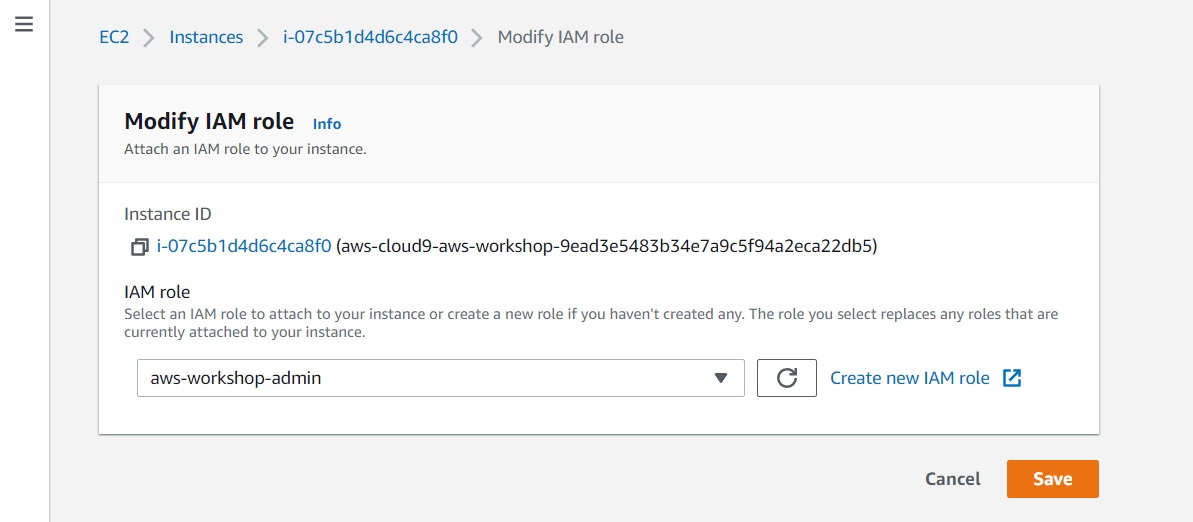 EC2 Instances i-07c5b1d4d6c4ca8f0 Modify IAM role
Modify IAM role Info
Attach an IAM role to your instance.
Instance ID
i-07c5b1d4d6c4ca8f0 (aws-cloud9-aws-workshop-9ead3e5483b34e7a9c5f94a2eca22db5)
IAM role
Select an IAM role to attach to your instance or create a new role if you haven't created any. The role you select replaces any roles that are
currently attached to your instance.
aws-workshop-admin Create new IAM role
Cancel Save